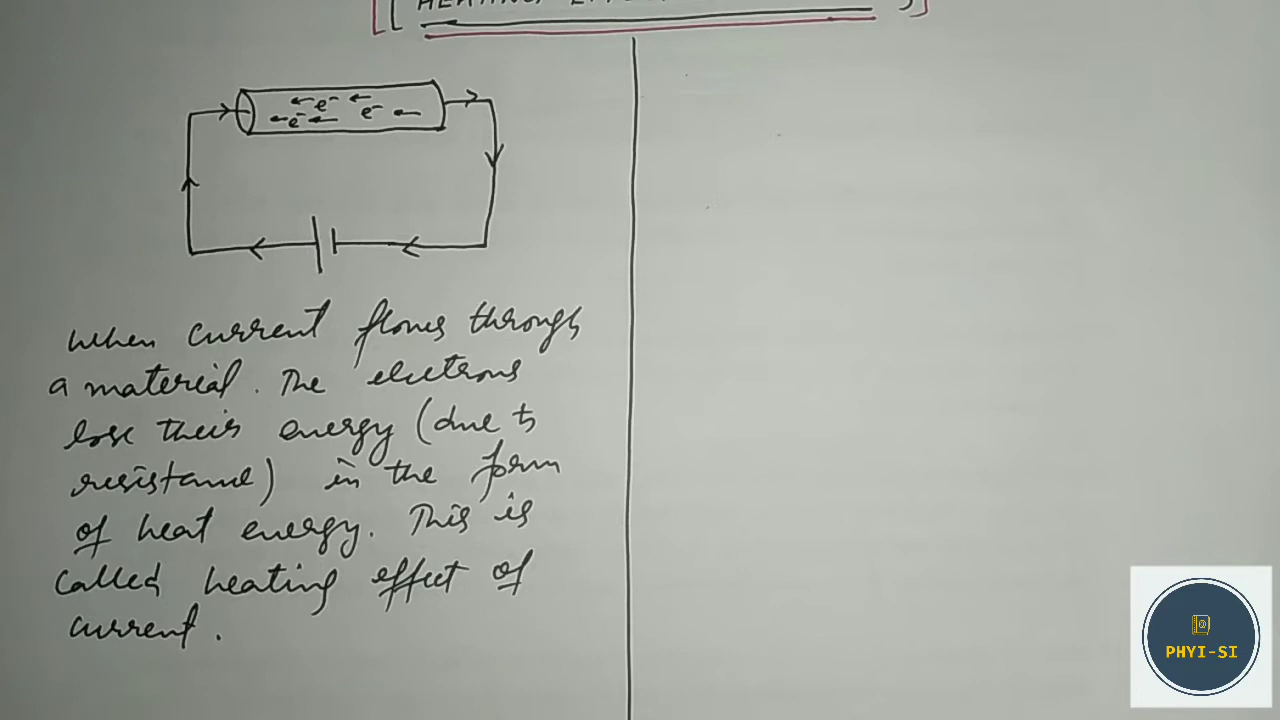 HEATING
e⁻ e⁻
e⁻
When current flows through
a material. The electrons
lose their energy (due to
resistance) in the form
of heat energy. This is
called heating effect of
current.
PHYI-SI